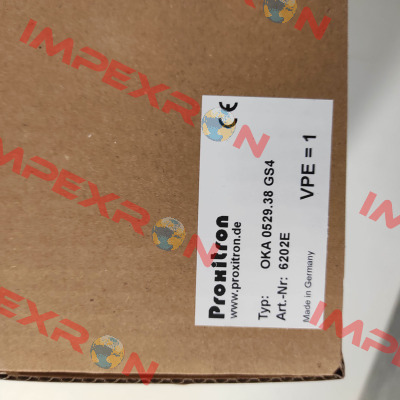 Proxitron
www.proxitron.de
Typ: OKA 0529.38 GS4
Art.-Nr: 6202E
Made in Germany
VPE = 1
CE
IMPEXRON
IMPEXRON
IMPEXRON
IMPEXRON